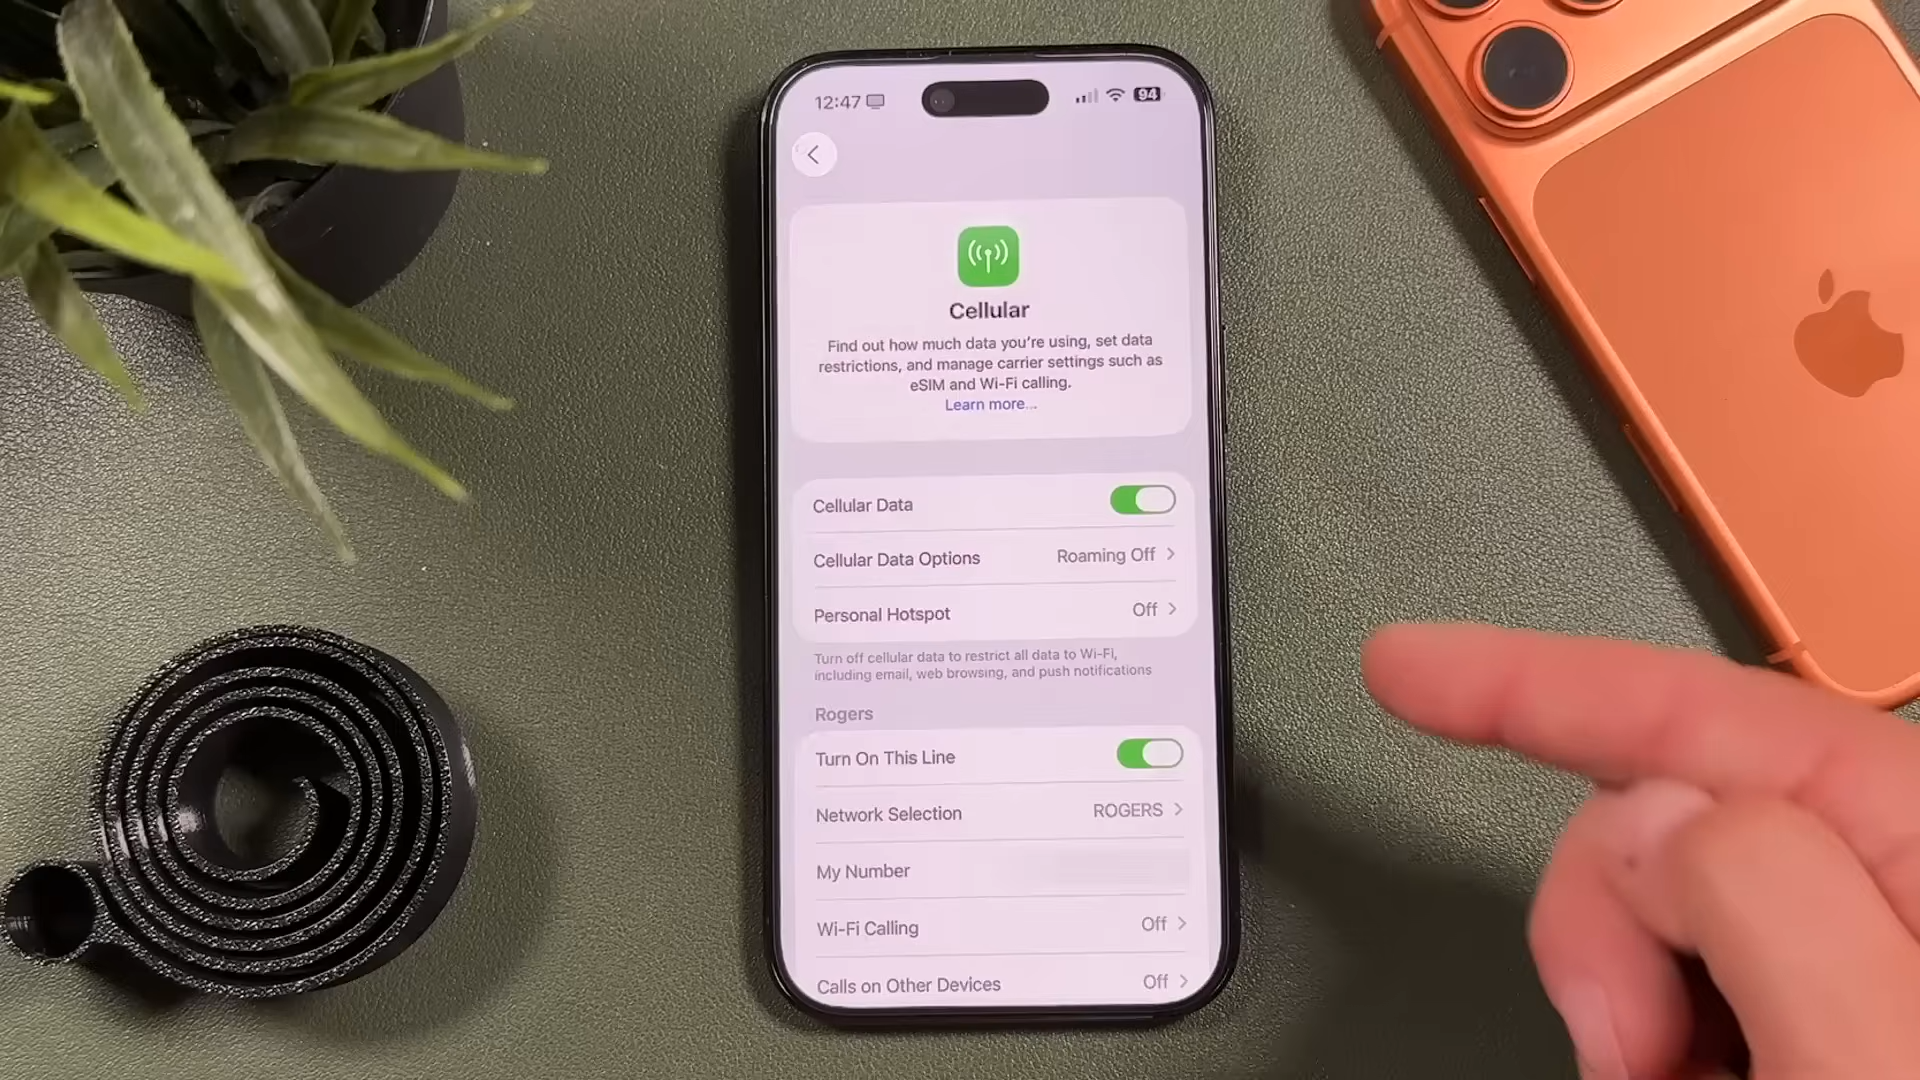 12:47
94
Cellular
Find out how much data you're using, set data
restrictions, and manage carrier settings such as
eSIM and Wi-Fi calling.
Learn more...
Cellular Data
Cellular Data Options Roaming Off
Personal Hotspot Off
Turn off cellular data to restrict all data to Wi-Fi,
including email, web browsing, and push notifications
Rogers
Turn On This Line
Network Selection ROGERS
My Number
Wi-Fi Calling Off
Calls on Other Devices Off